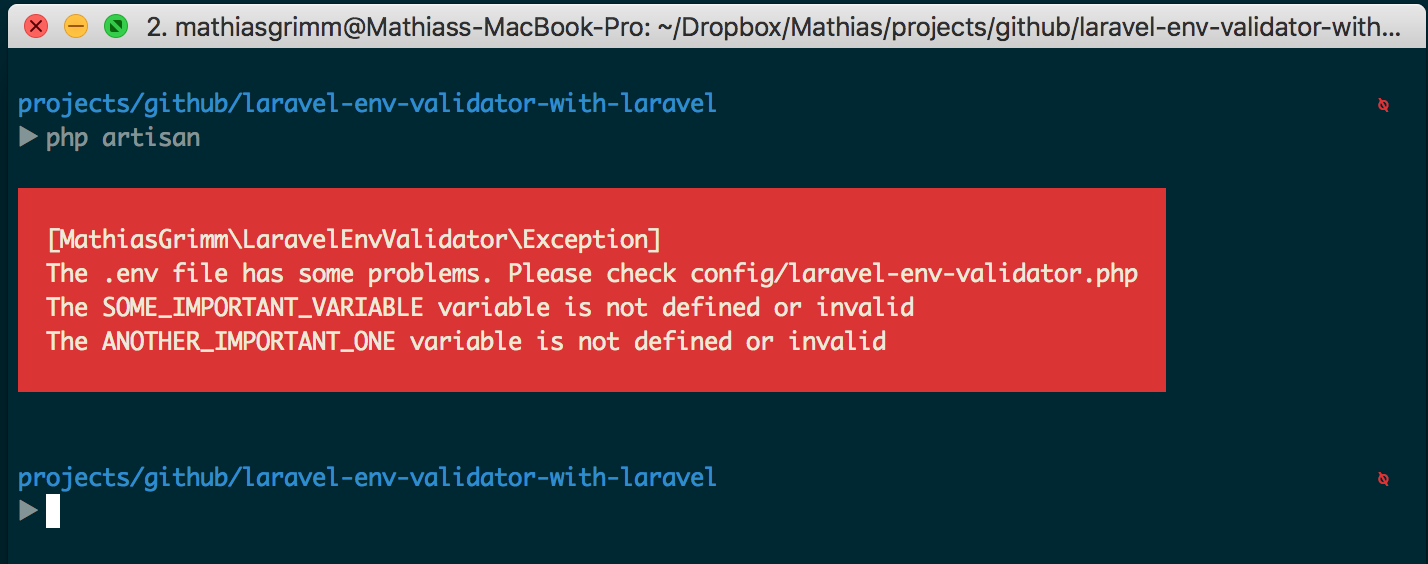 2. mathiasgrimm@Mathiass-MacBook-Pro: ~/Dropbox/Mathias/projects/github/laravel-env-validator-with...
projects/github/laravel-env-validator-with-laravel
▶ php artisan
[MathiasGrimm\LaravelEnvValidator\Exception]
The .env file has some problems. Please check config/laravel-env-validator.php
The SOME_IMPORTANT_VARIABLE variable is not defined or invalid
The ANOTHER_IMPORTANT_ONE variable is not defined or invalid
projects/github/laravel-env-validator-with-laravel
▶